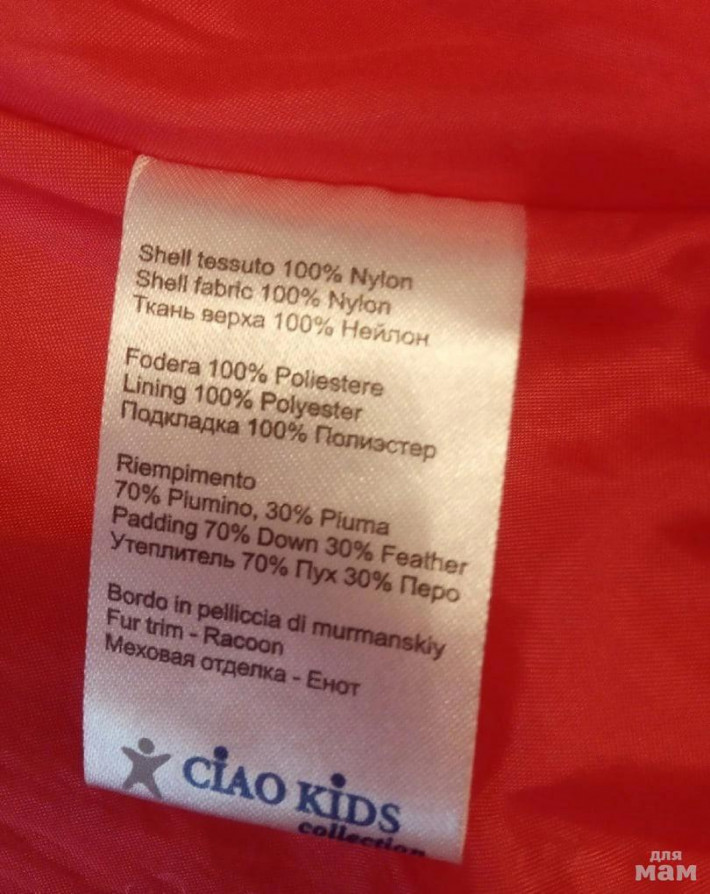 Shell tessuto 100% Nylon
Shell fabric 100% Nylon
Ткань верха 100% Нейлон
Fodera 100% Poliestere
Lining 100% Polyester
Подкладка 100% Полиэстер
Riempimento
70% Piumino, 30% Piuma
Padding 70% Down 30% Feather
Утеплитель 70% Пух 30% Перо
Bordo in pelliccia di murmanskiy
Fur trim - Racoon
Меховая отделка - Енот
CIAO KIDS
collection
для
мам